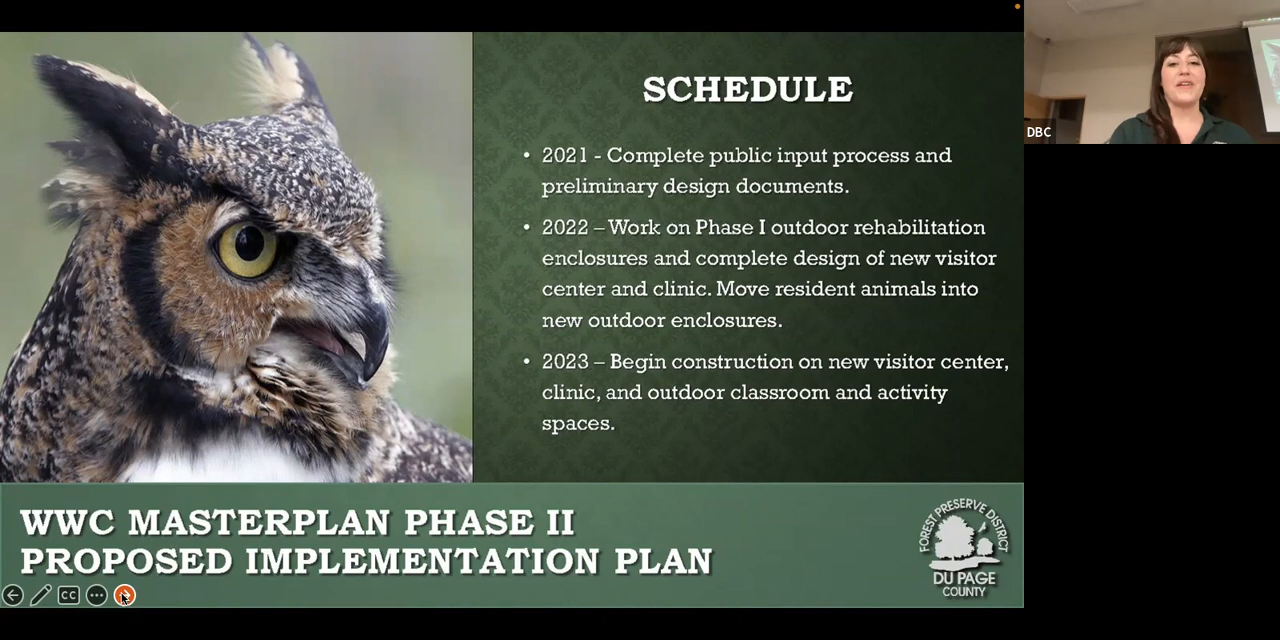 SCHEDULE
• 2021 - Complete public input process and
preliminary design documents.
• 2022 – Work on Phase I outdoor rehabilitation
enclosures and complete design of new visitor
center and clinic. Move resident animals into
new outdoor enclosures.
• 2023 – Begin construction on new visitor center,
clinic, and outdoor classroom and activity
spaces.
WWC MASTERPLAN PHASE II
PROPOSED IMPLEMENTATION PLAN
FOREST PRESERVE DISTRICT
DU PAGE
COUNTY
CC
DBC